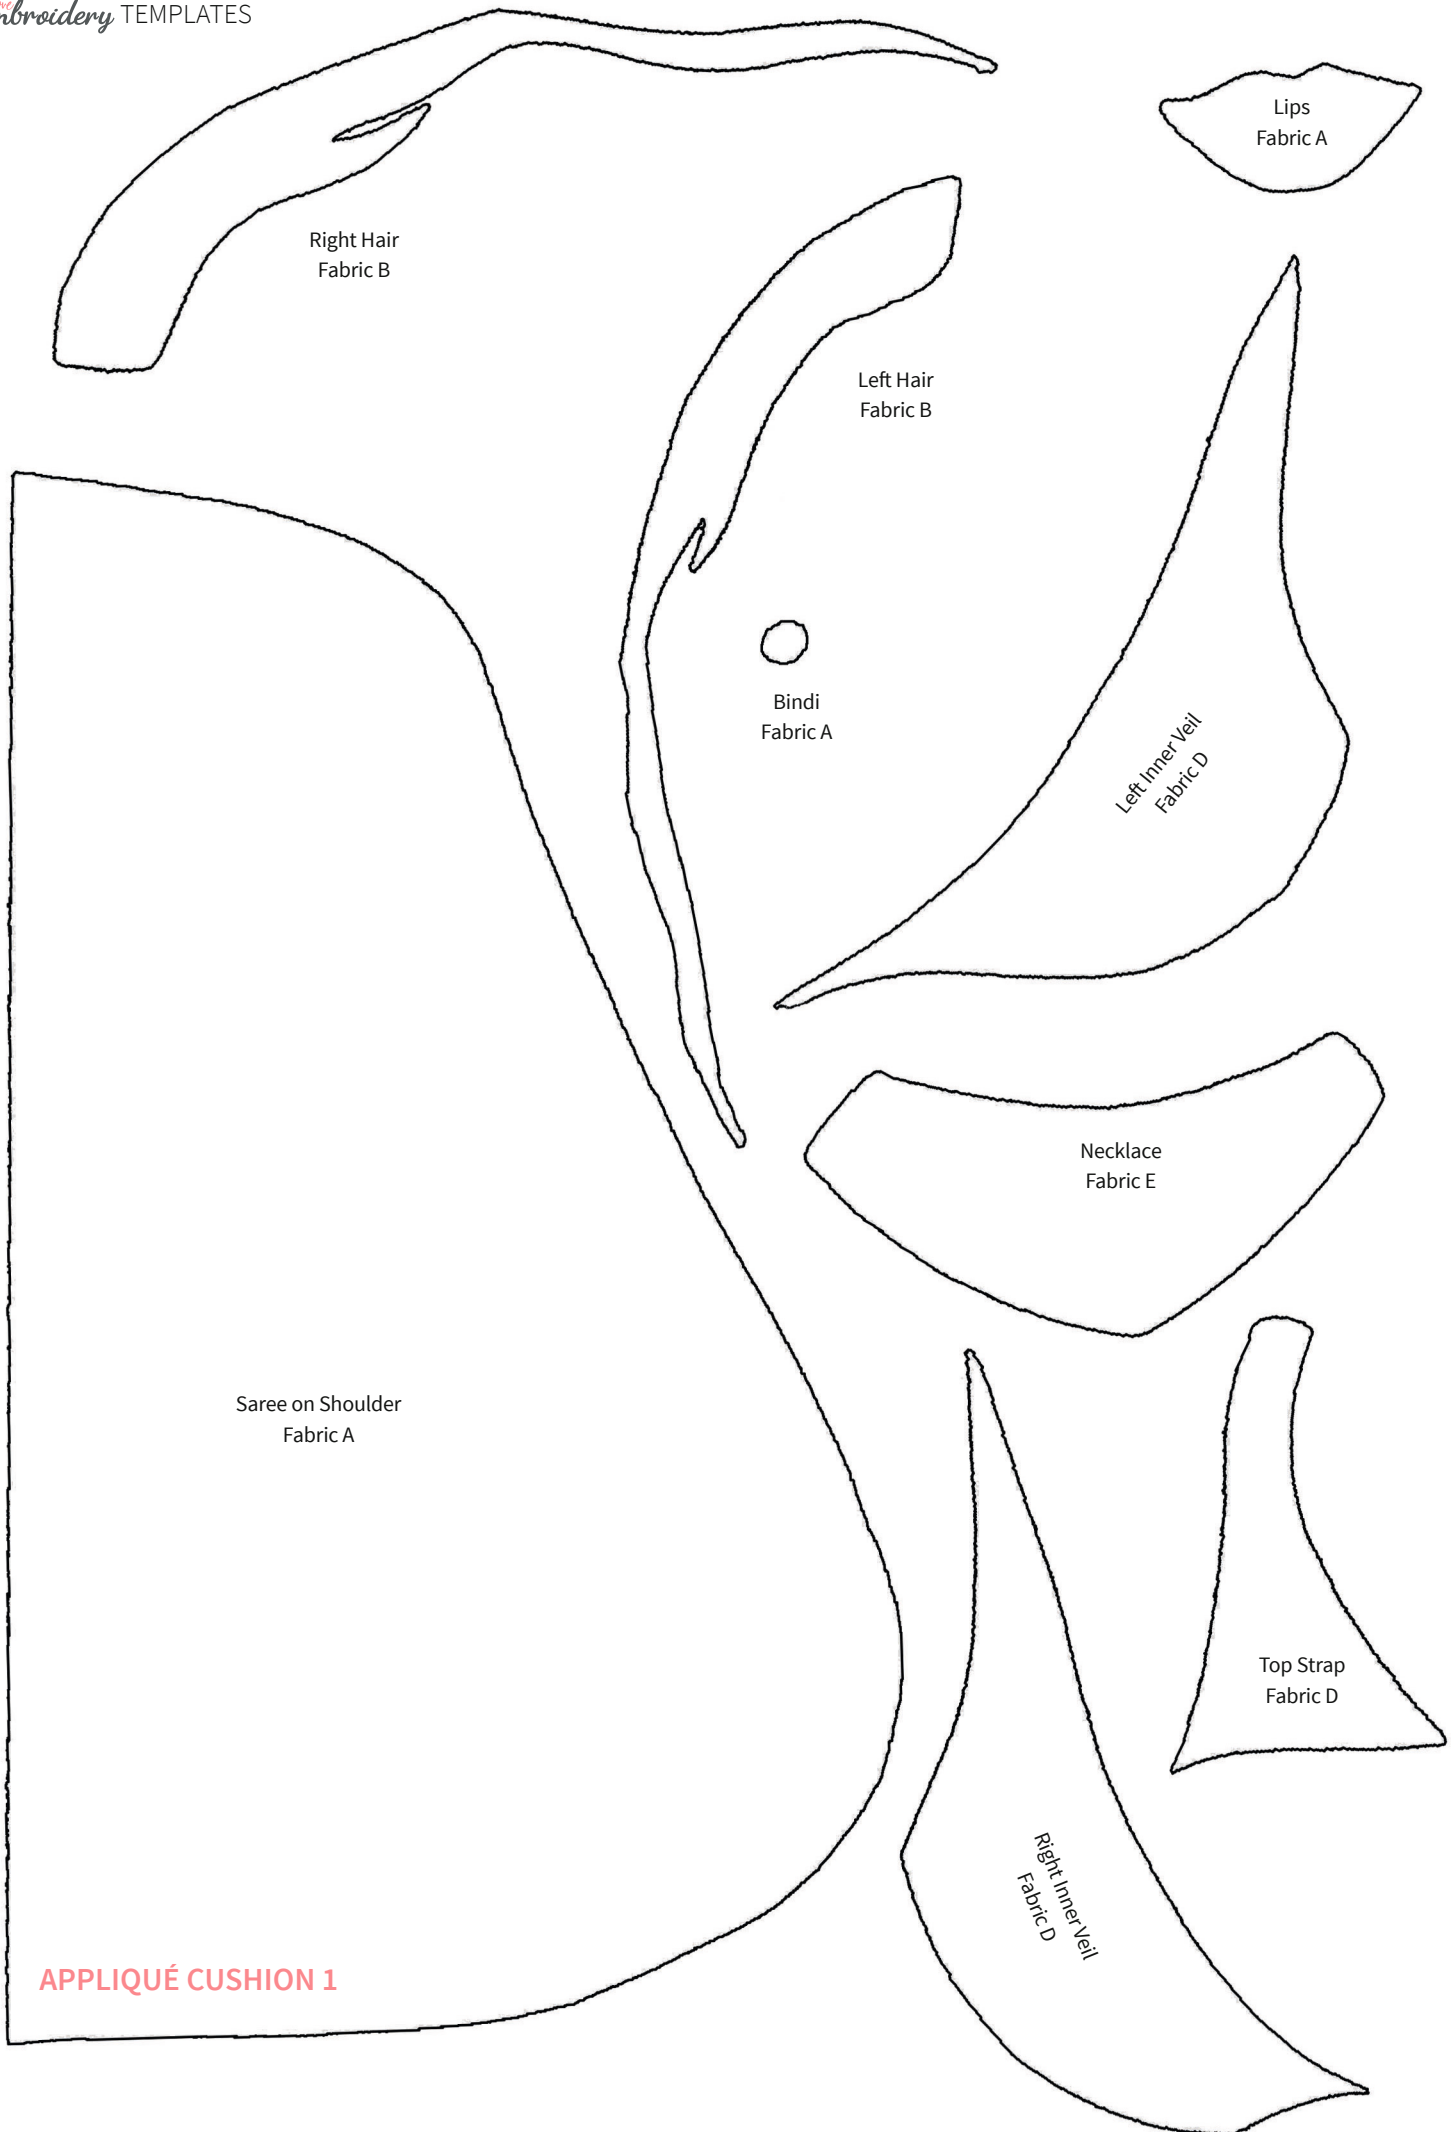 TEMPLATES
Lips
Fabric A
Right Hair
Fabric B
Left Hair
Fabric B
Bindi
Fabric A
Left Inner Veil
Fabric D
Necklace
Fabric E
Saree on Shoulder
Fabric A
Top Strap
Fabric D
Right Inner Veil
Fabric D
APPLIQUÉ CUSHION 1